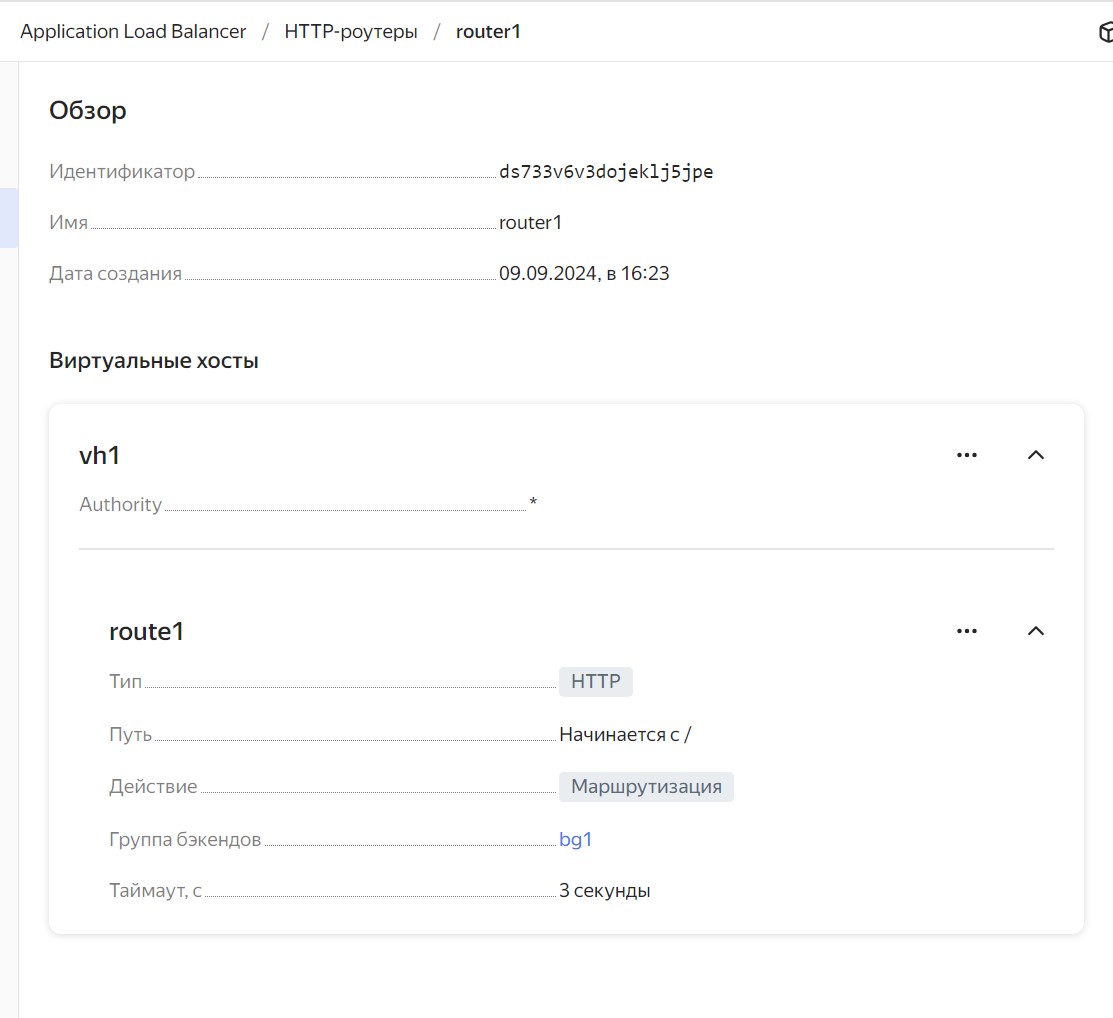 Application Load Balancer / HTTP-роутеры / router1
Обзор
Идентификатор ds733v6v3dojeklj5jpe
Имя router1
Дата создания 09.09.2024, в 16:23
Виртуальные хосты
vh1
Authority *
route1
Тип HTTP
Путь Начинается с /
Действие Маршрутизация
Группа бэкендов bg1
Таймаут, с 3 секунды